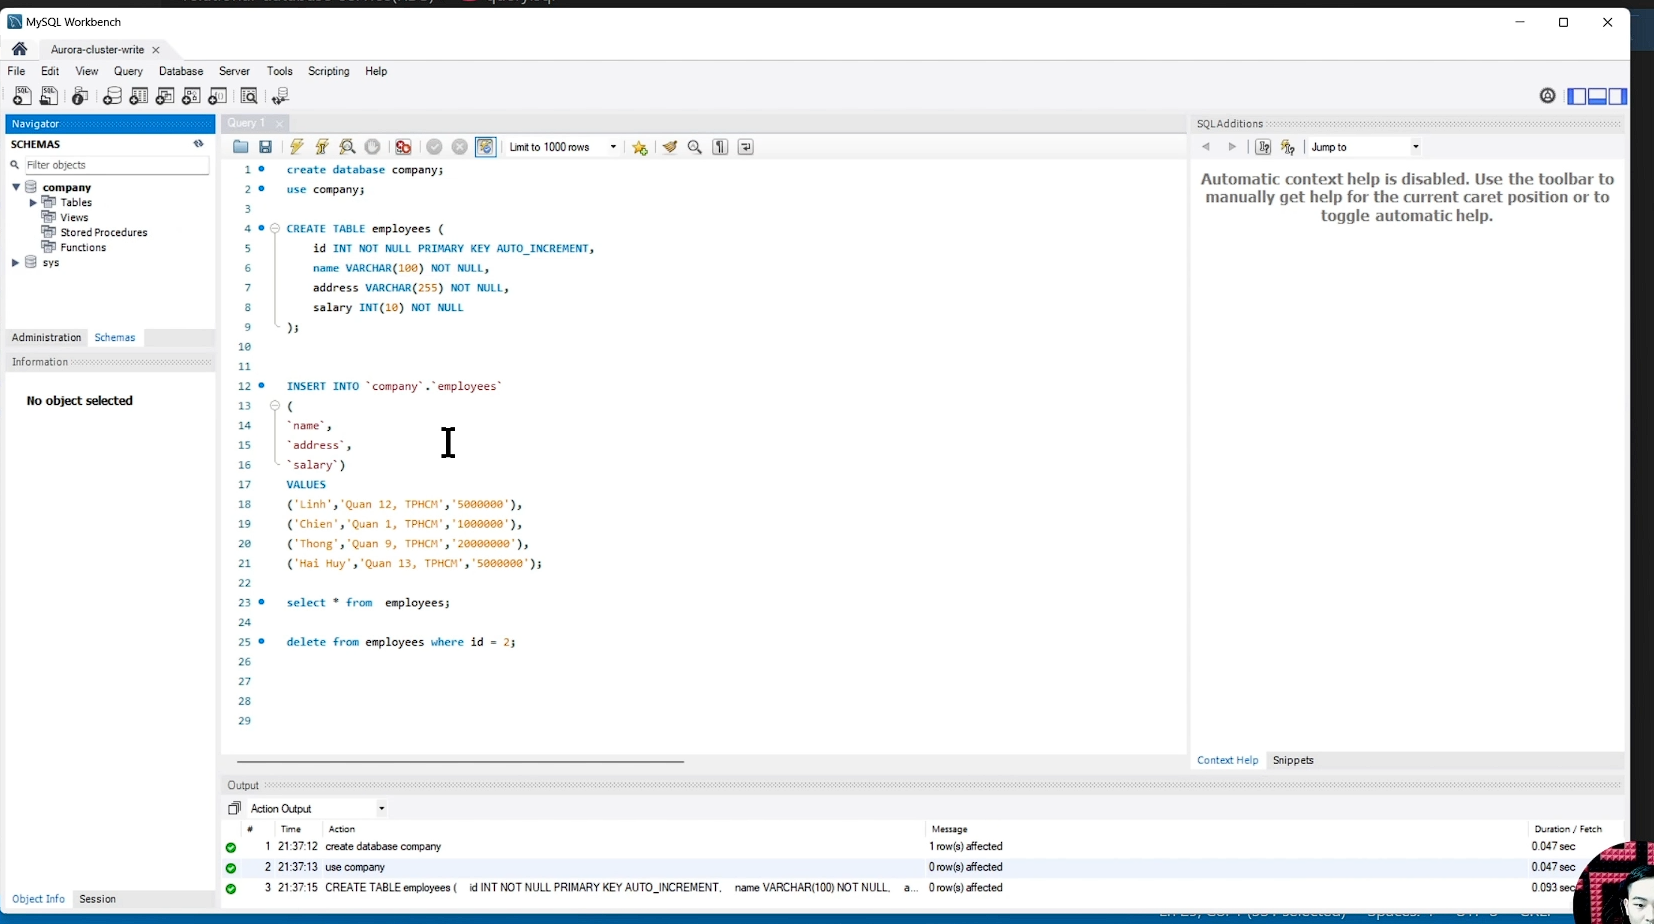 MySQL Workbench
Aurora-cluster-write
File Edit View Query Database Server Tools Scripting Help
Navigator
SCHEMAS
Filter objects
company
Tables
Views
Stored Procedures
Functions
sys
Administration Schemas
Information
No object selected
Object Info Session
Query 1
Limit to 1000 rows
1 create database company;
2 use company;
3
4 CREATE TABLE employees (
5 id INT NOT NULL PRIMARY KEY AUTO_INCREMENT,
6 name VARCHAR(100) NOT NULL,
7 address VARCHAR(255) NOT NULL,
8 salary INT(10) NOT NULL
9 );
10
11
12 INSERT INTO `company`.`employees`
13 (
14 `name`,
15 `address`,
16 `salary`)
17 VALUES
18 ('Linh','Quan 12, TPHCM','5000000'),
19 ('Chien','Quan 1, TPHCM','1000000'),
20 ('Thong','Quan 9, TPHCM','20000000'),
21 ('Hai Huy','Quan 13, TPHCM','5000000');
22
23 select * from  employees;
24
25 delete from employees where id = 2;
26
27
28
29
SQLAdditions
Jump to
Automatic context help is disabled. Use the toolbar to
manually get help for the current caret position or to
toggle automatic help.
Context Help Snippets
Output
Action Output
# Time Action Message Duration / Fetch
1 21:37:12 create database company 1 row(s) affected 0.047 sec
2 21:37:13 use company 0 row(s) affected 0.047 sec
3 21:37:15 CREATE TABLE employees ( id INT NOT NULL PRIMARY KEY AUTO_INCREMENT, name VARCHAR(100) NOT NULL, a... 0 row(s) affected 0.093 sec